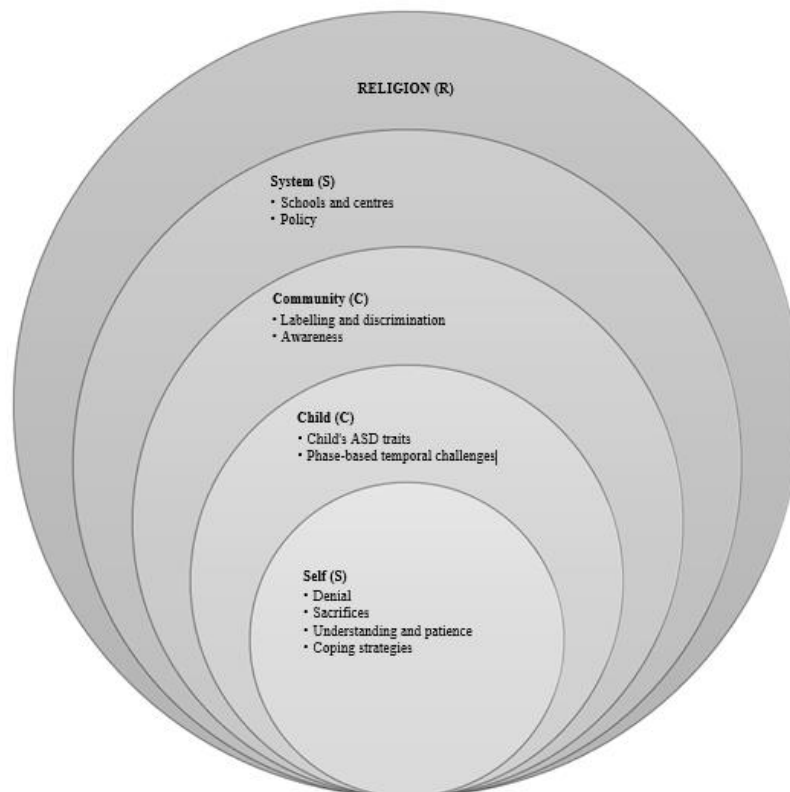 RELIGION (R)
System (S)
• Schools and centres
• Policy
Community (C)
• Labelling and discrimination
• Awareness
Child (C)
• Child's ASD traits
• Phase-based temporal challenges
Self (S)
• Denial
• Sacrifices
• Understanding and patience
• Coping strategies